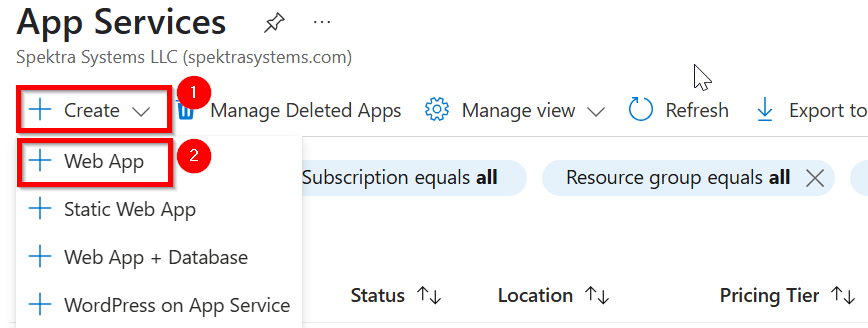 App Services
Spektra Systems LLC (spektrasystems.com)
Create 1 Manage Deleted Apps Manage view Refresh Export to
Web App 2 Subscription equals all Resource group equals all
Static Web App
Web App + Database
WordPress on App Service Status Location Pricing Tier